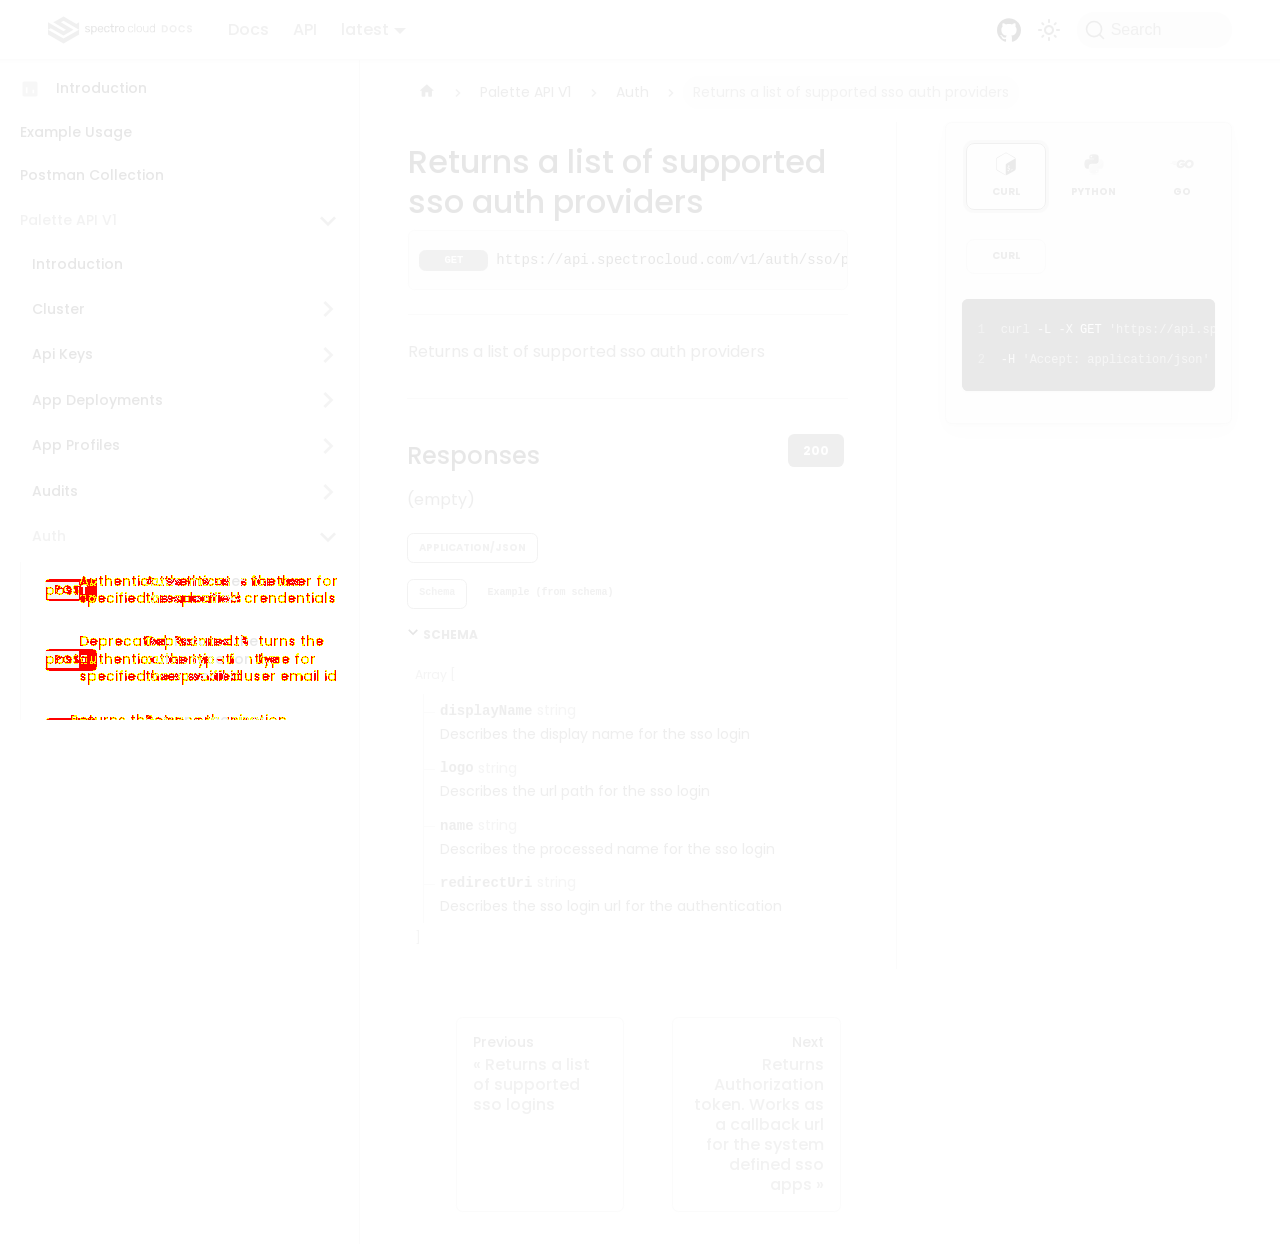 spectro cloud DOCS
Docs
API
latest
Search
Introduction
Example Usage
Postman Collection
Palette API V1
Introduction
Cluster
Api Keys
App Deployments
App Profiles
Audits
Auth
Palette API V1
Auth
Returns a list of supported sso auth providers
Returns a list of supported
sso auth providers
GET https://api.spectrocloud.com/v1/auth/sso/p
Returns a list of supported sso auth providers
Responses
200
(empty)
APPLICATION/JSON
Schema
Example (from schema)
SCHEMA
Array [
displayName string
Describes the display name for the sso login
logo string
Describes the url path for the sso login
name string
Describes the processed name for the sso login
redirectUri string
Describes the sso login url for the authentication
]
Previous
« Returns a list
of supported
sso logins
Next
Returns
Authorization
token. Works as
a callback url
for the system
defined sso
apps »
CURL
PYTHON
GO
CURL
1 curl -L -X GET 'https://api.sp
2 -H 'Accept: application/json'